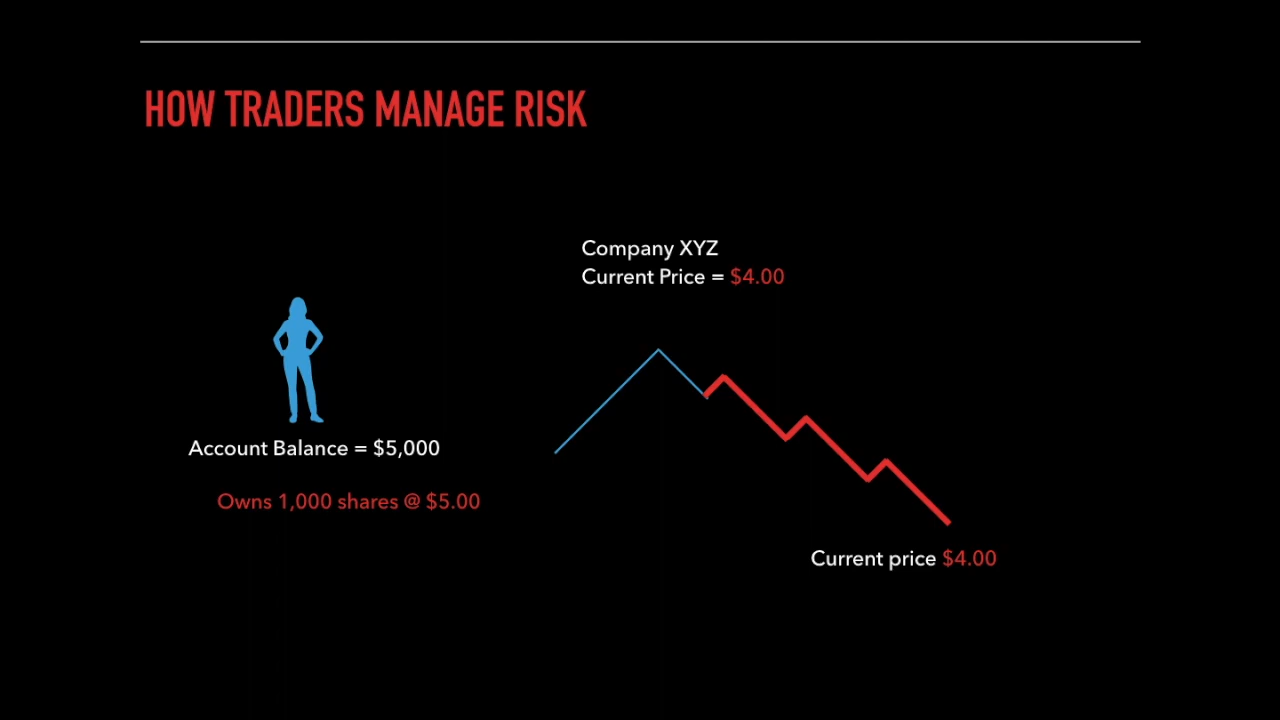 HOW TRADERS MANAGE RISK
Company XYZ
Current Price = $4.00
Account Balance = $5,000
Owns 1,000 shares @ $5.00
Current price $4.00